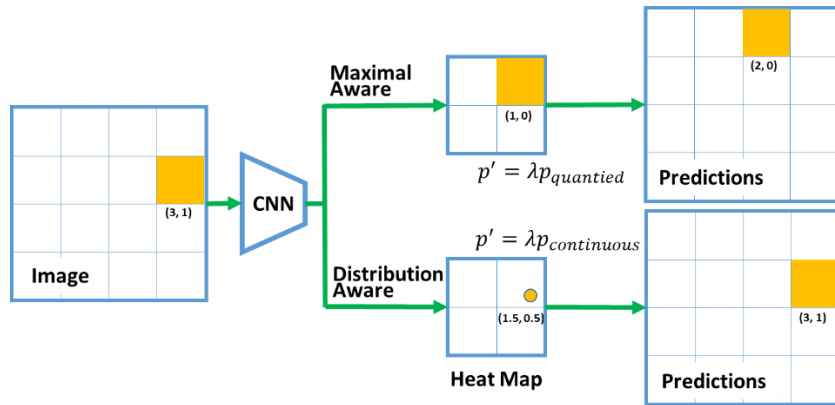 Maximal
Aware
(2, 0)
(1, 0)
p′ = λp_quantied
Predictions
(3, 1)
CNN
Image
p′ = λp_continuous
Distribution
Aware
(1.5, 0.5)
(3, 1)
Heat Map
Predictions